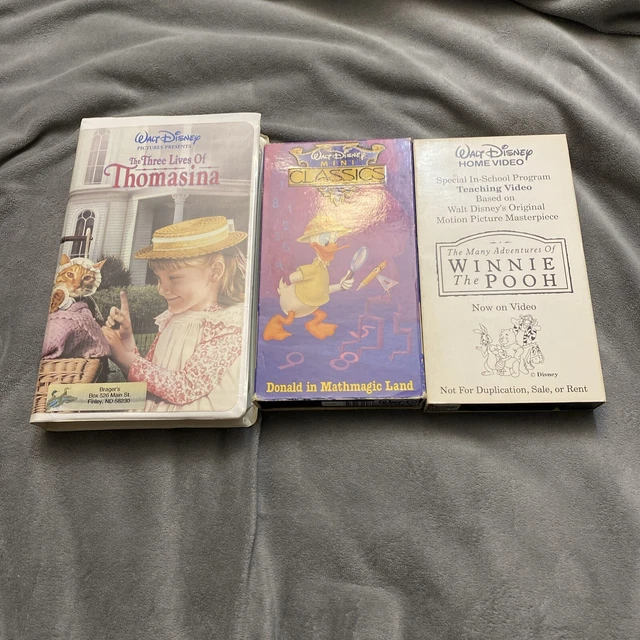 Walt Disney
PICTURES PRESENTS
The Three Lives Of
Thomasina
Brager's
Box 526 Main St.
Finley, ND 58230
Walt Disney
MINI
CLASSICS
Donald in Mathmagic Land
Walt Disney
HOME VIDEO
Special In-School Program
Teaching Video
Based on
Walt Disney's Original
Motion Picture Masterpiece
The Many Adventures Of
WINNIE
The POOH
Now on Video
© Disney
Not For Duplication, Sale, or Rent